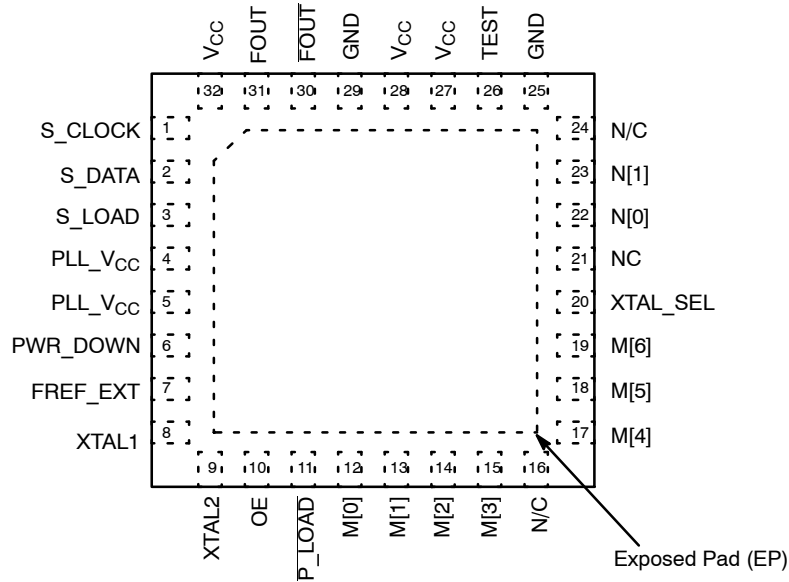 VCC
FOUT
FOUT
GND
VCC
VCC
TEST
GND
32
31
30
29
28
27
26
25
S_CLOCK 1
S_DATA 2
S_LOAD 3
PLL_VCC 4
PLL_VCC 5
PWR_DOWN 6
FREF_EXT 7
XTAL1 8
24 N/C
23 N[1]
22 N[0]
21 NC
20 XTAL_SEL
19 M[6]
18 M[5]
17 M[4]
9
10
11
12
13
14
15
16
XTAL2
OE
P_LOAD
M[0]
M[1]
M[2]
M[3]
N/C
Exposed Pad (EP)